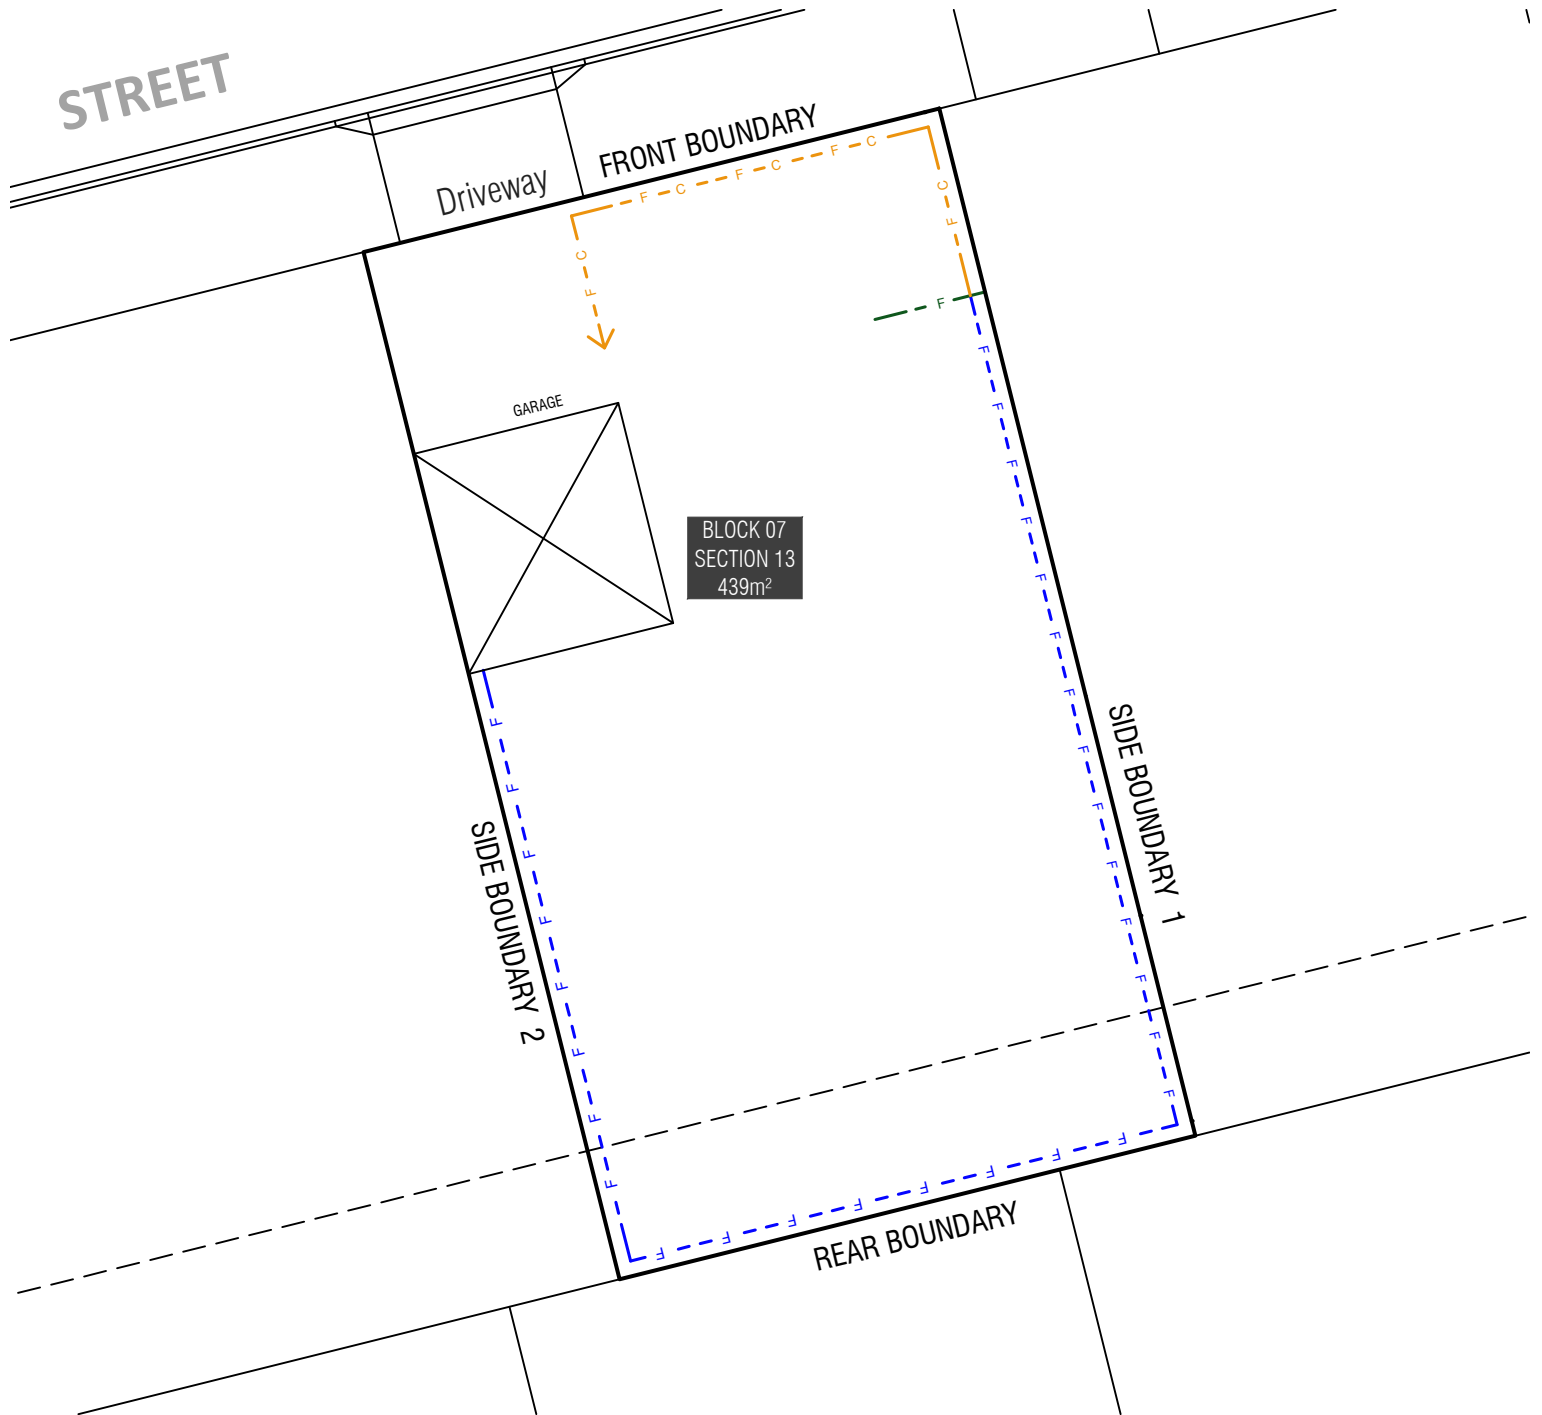 STREET
FRONT BOUNDARY
Driveway
F C F C F C
C F
C F
F
GARAGE
BLOCK 07
SECTION 13
439m²
SIDE BOUNDARY 1
F F F F F F F F F F F F F F
SIDE BOUNDARY 2
F F F F F F F F
F F F F F F F F
REAR BOUNDARY